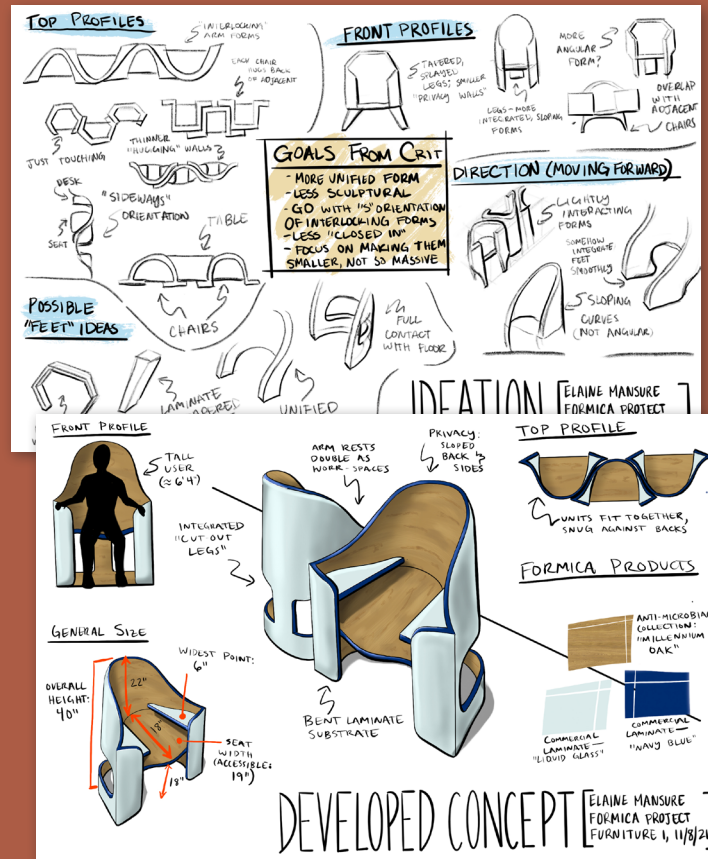 TOP PROFILES
"INTERLOCKING"
ARM FORMS
EACH CHAIR
HUGS BACK
OF ADJACENT
JUST TOUCHING
THINNER
"HUGGING" WALLS
DESK
SEAT
"SIDEWAYS"
ORIENTATION
TABLE
CHAIRS
FRONT PROFILES
TAPERED,
SPLAYED
LEGS; SMALLER
"PRIVACY WALLS"
LEGS - MORE
INTEGRATED, SLOPING
FORMS
MORE
ANGULAR
FORM?
OVERLAP
WITH
ADJACENT
CHAIRS
GOALS FROM CRIT
- MORE UNIFIED FORM
- LESS SCULPTURAL
- GO WITH "S" ORIENTATION
OF INTERLOCKING FORMS
- LESS "CLOSED IN"
- FOCUS ON MAKING THEM
SMALLER, NOT SO MASSIVE
DIRECTION (MOVING FORWARD)
LIGHTLY
INTERACTING
FORMS
SOMEHOW
INTEGRATE
FEET
SMOOTHLY
SLOPING
CURVES
(NOT ANGULAR)
POSSIBLE
"FEET" IDEAS
LAMINATE
UNIFIED
FULL
CONTACT
WITH FLOOR
IDEATION
ELAINE MANSURE
FORMICA PROJECT
FRONT PROFILE
TALL
USER
(≈ 6'4")
INTEGRATED
"CUT OUT
LEGS"
ARM RESTS
DOUBLE AS
WORK-SPACES
PRIVACY:
SLOPED
BACK &
SIDES
TOP PROFILE
UNITS FIT TOGETHER,
SNUG AGAINST BACKS
FORMICA PRODUCTS
ANTI-MICROBIAL
COLLECTION:
"MILLENNIUM
OAK"
COMMERCIAL
LAMINATE—
"LIQUID GLASS"
COMMERCIAL
LAMINATE—
"NAVY BLUE"
GENERAL SIZE
OVERALL
HEIGHT:
40"
22"
18"
18"
WIDEST POINT:
6"
SEAT
WIDTH
(ACCESSIBLE:
19")
BENT LAMINATE
SUBSTRATE
DEVELOPED CONCEPT
ELAINE MANSURE
FORMICA PROJECT
FURNITURE 1, 11/8/21